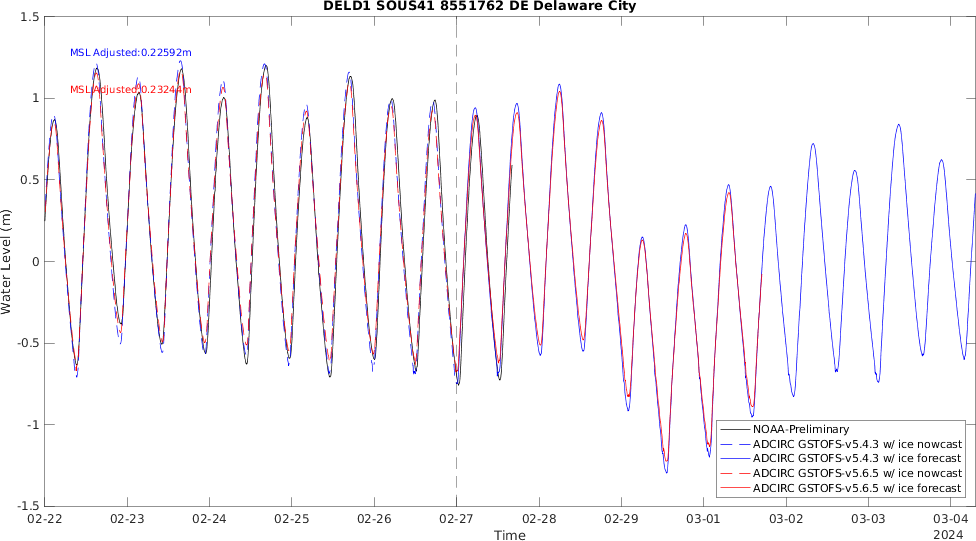 DELD1 SOUS41 8551762 DE Delaware City
1.5
1
0.5
0
-0.5
-1
-1.5
Water Level (m)
MSL Adjusted:0.22592m
MSL Adjusted:0.23244m
NOAA-Preliminary
ADCIRC GSTOFS-v5.4.3 w/ ice nowcast
ADCIRC GSTOFS-v5.4.3 w/ ice forecast
ADCIRC GSTOFS-v5.6.5 w/ ice nowcast
ADCIRC GSTOFS-v5.6.5 w/ ice forecast
02-22 02-23 02-24 02-25 02-26 02-27 02-28 02-29 03-01 03-02 03-03 03-04
Time
2024